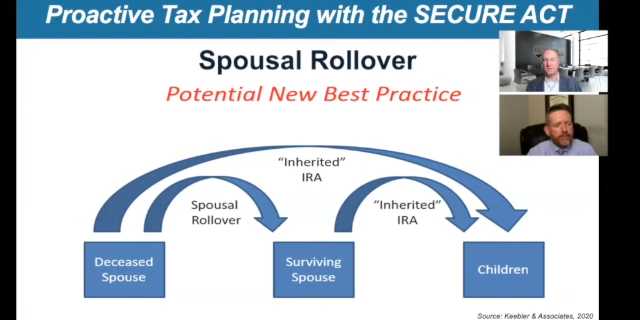 Proactive Tax Planning with the SECURE ACT
Spousal Rollover
Potential New Best Practice
"Inherited"
IRA
Spousal
Rollover
"Inherited"
IRA
Deceased
Spouse
Surviving
Spouse
Children
Source: Keebler & Associates, 2020